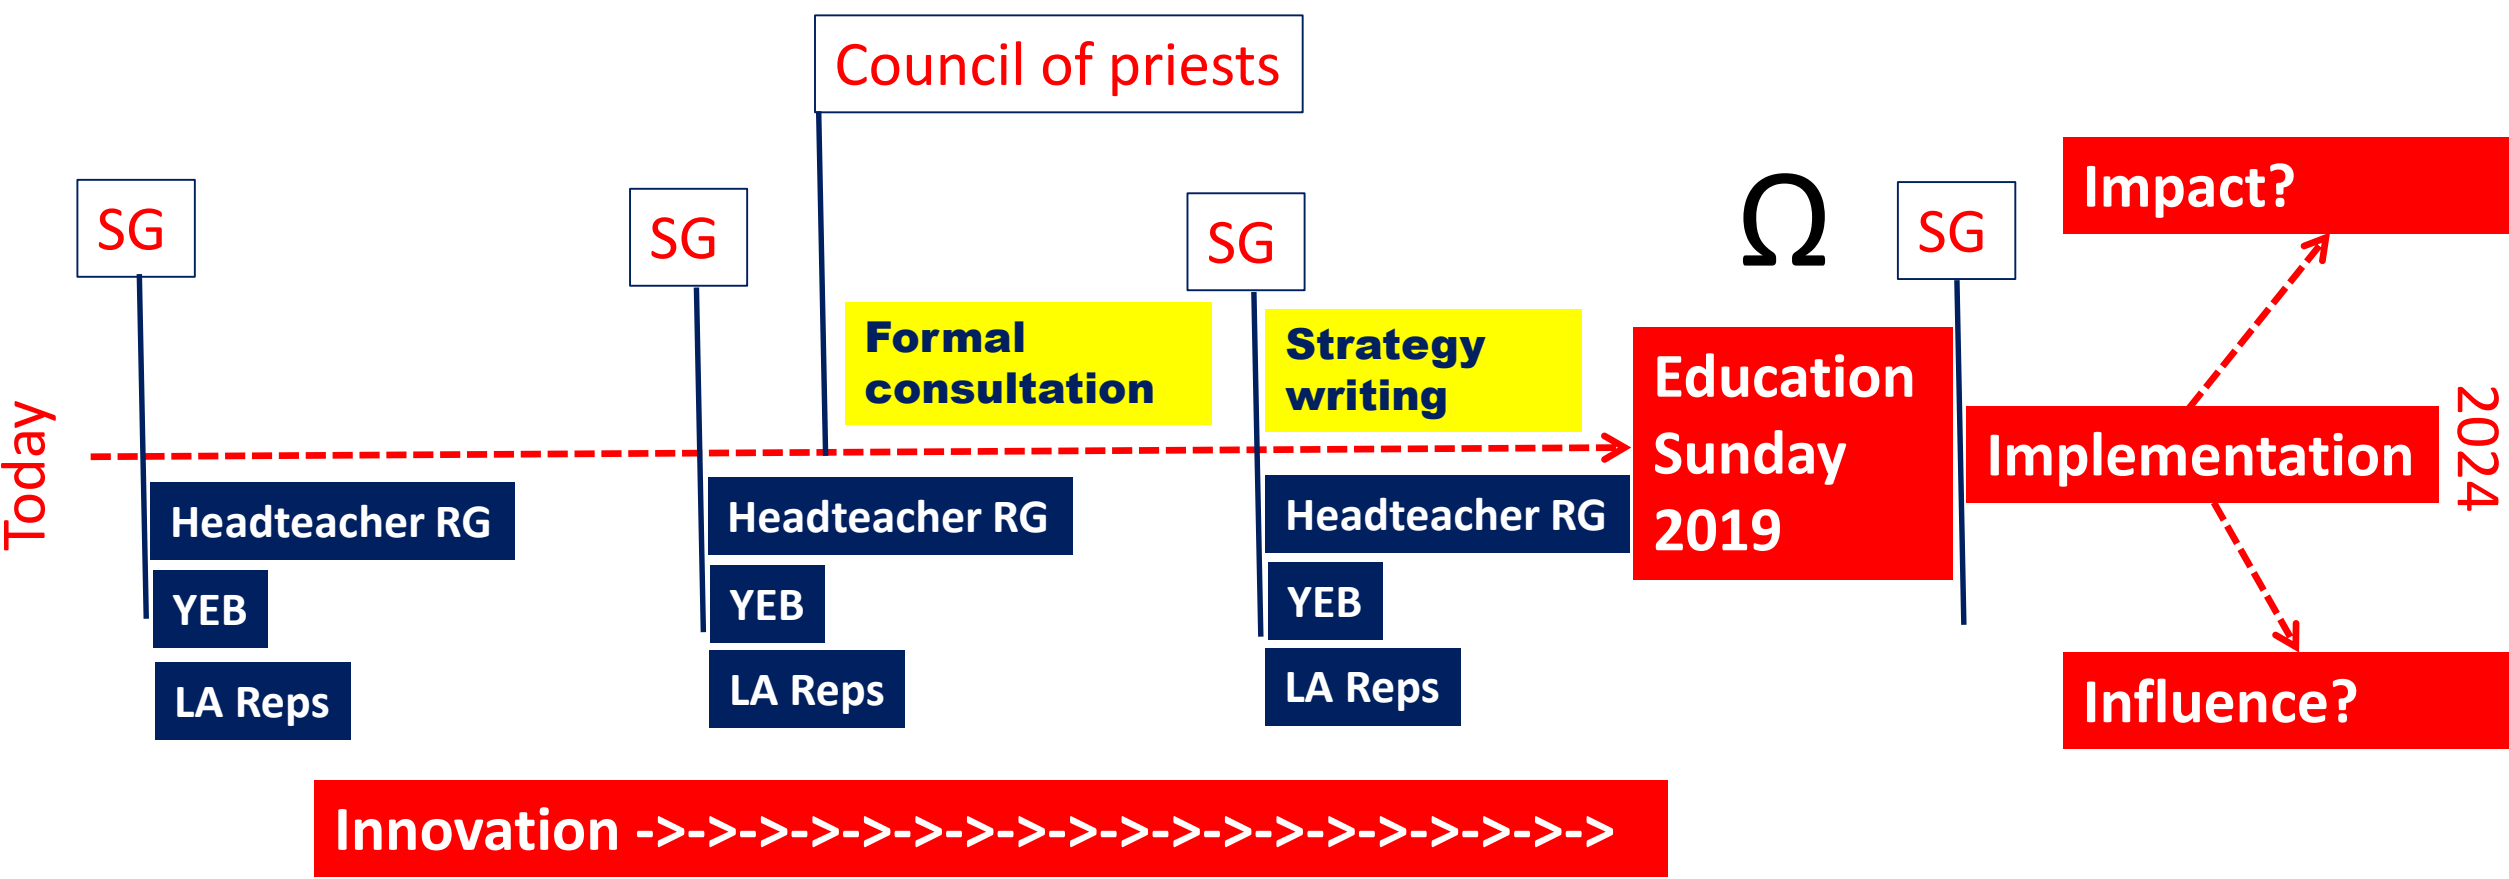 Council of priests
SG
SG
SG
Ω
SG
Impact?
Formal
consultation
Strategy
writing
Education
Sunday
2019
Today
Implementation
2024
Headteacher RG
Headteacher RG
Headteacher RG
YEB
YEB
YEB
LA Reps
LA Reps
LA Reps
Influence?
Innovation ->->->->->->->->->->->->->->->->->->->